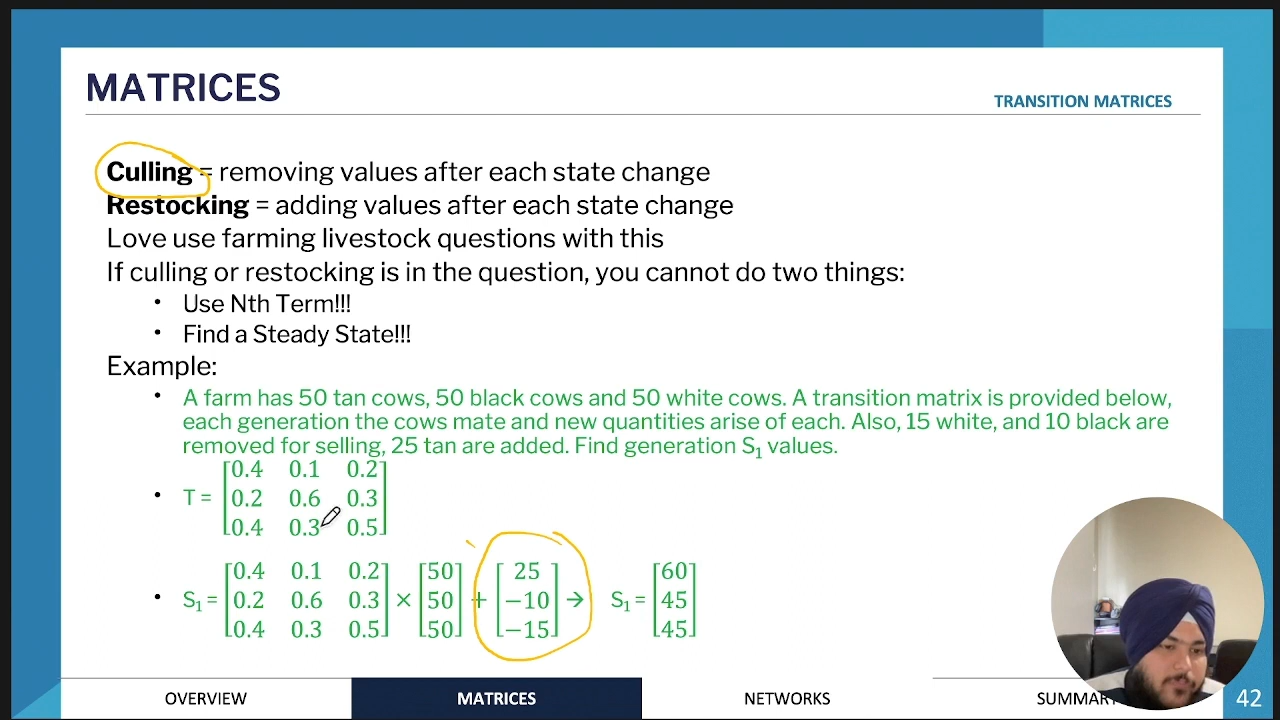 MATRICES
TRANSITION MATRICES
Culling = removing values after each state change
Restocking = adding values after each state change
Love use farming livestock questions with this
If culling or restocking is in the question, you cannot do two things:
• Use Nth Term!!!
• Find a Steady State!!!
Example:
• A farm has 50 tan cows, 50 black cows and 50 white cows. A transition matrix is provided below,
each generation the cows mate and new quantities arise of each. Also, 15 white, and 10 black are
removed for selling, 25 tan are added. Find generation S₁ values.
[0.4 0.1 0.2]
• T = [0.2 0.6 0.3]
[0.4 0.3 0.5]
[0.4 0.1 0.2] [50] [25]  [60]
• S₁ = [0.2 0.6 0.3] × [50] + [−10] → S₁ = [45]
[0.4 0.3 0.5] [50] [−15]  [45]
OVERVIEW
MATRICES
NETWORKS
SUMMAR
42